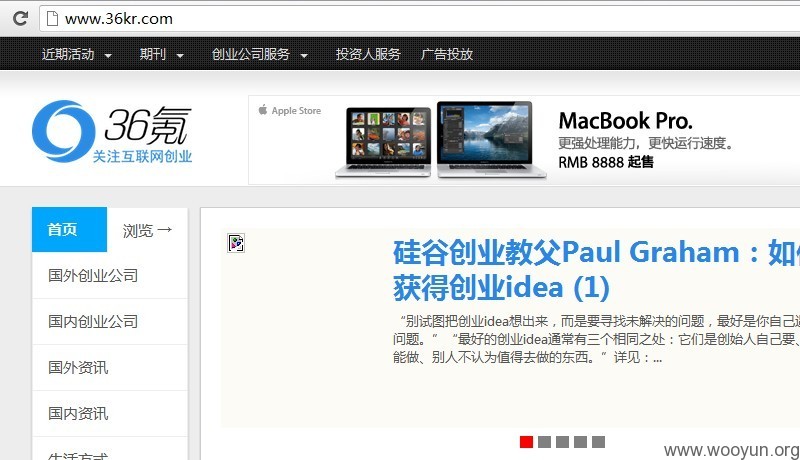 www.36kr.com
近期活动 期刊 创业公司服务 投资人服务 广告投放
36氪
关注互联网创业
Apple Store
MacBook Pro.
更强处理能力，更快运行速度。
RMB 8888 起售
首页 浏览 →
国外创业公司
国内创业公司
国外资讯
国内资讯
生活方式
硅谷创业教父Paul Graham：如何
获得创业idea (1)
“别试图把创业idea想出来，而是要寻找未解决的问题，最好是你自己遇
问题。” “最好的创业idea通常有三个相同之处：它们是创始人自己要、
能做、别人不认为值得去做的东西。”详见：...
www.wooyun.org